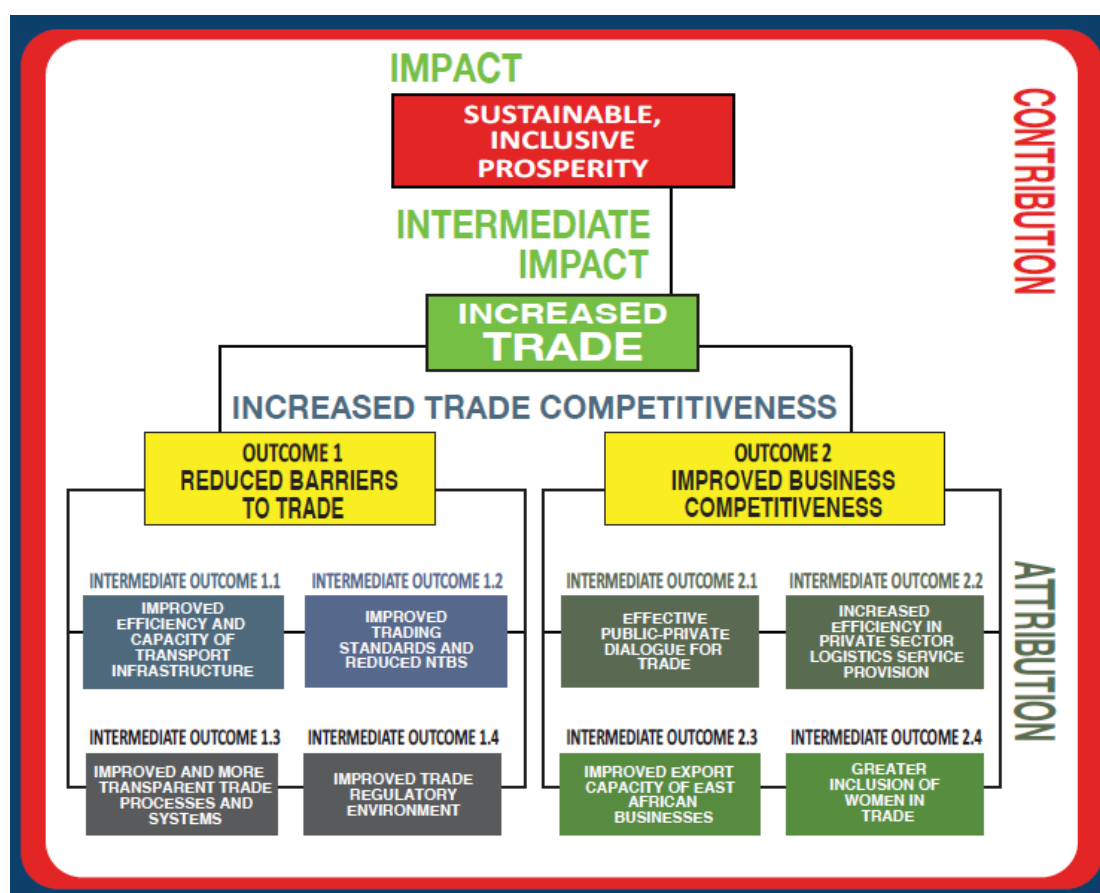 IMPACT
SUSTAINABLE,
INCLUSIVE
PROSPERITY
INTERMEDIATE
IMPACT
INCREASED
TRADE
INCREASED TRADE COMPETITIVENESS
OUTCOME 1
REDUCED BARRIERS
TO TRADE
OUTCOME 2
IMPROVED BUSINESS
COMPETITIVENESS
INTERMEDIATE OUTCOME 1.1
IMPROVED
EFFICIENCY AND
CAPACITY OF
TRANSPORT
INFRASTRUCTURE
INTERMEDIATE OUTCOME 1.2
IMPROVED
TRADING
STANDARDS AND
REDUCED NTBS
INTERMEDIATE OUTCOME 2.1
EFFECTIVE
PUBLIC-PRIVATE
DIALOGUE FOR
TRADE
INTERMEDIATE OUTCOME 2.2
INCREASED
EFFICIENCY IN
PRIVATE SECTOR
LOGISTICS SERVICE
PROVISION
INTERMEDIATE OUTCOME 1.3
IMPROVED AND MORE
TRANSPARENT TRADE
PROCESSES AND
SYSTEMS
INTERMEDIATE OUTCOME 1.4
IMPROVED TRADE
REGULATORY
ENVIRONMENT
INTERMEDIATE OUTCOME 2.3
IMPROVED EXPORT
CAPACITY OF EAST
AFRICAN
BUSINESSES
INTERMEDIATE OUTCOME 2.4
GREATER
INCLUSION OF
WOMEN IN
TRADE
CONTRIBUTION
ATTRIBUTION